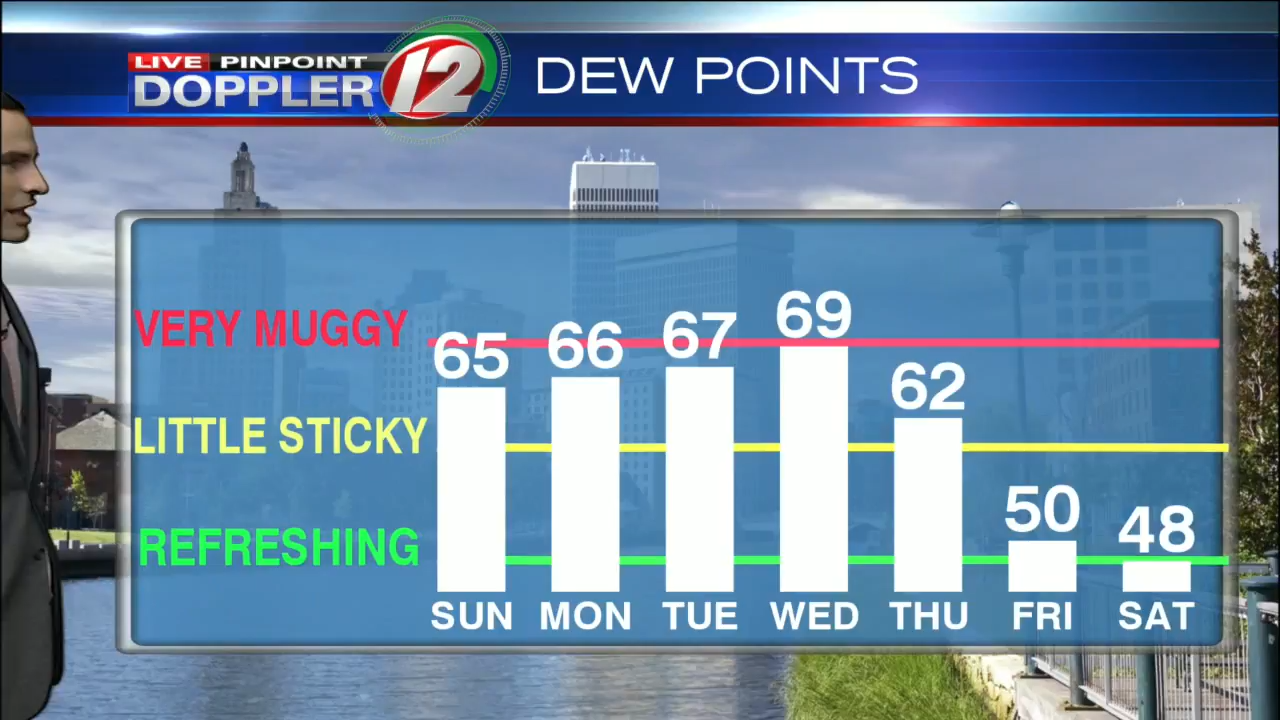 LIVE PINPOINT
DOPPLER 12
DEW POINTS
VERY MUGGY
LITTLE STICKY
REFRESHING
65 66 67 69 62 50 48
SUN MON TUE WED THU FRI SAT